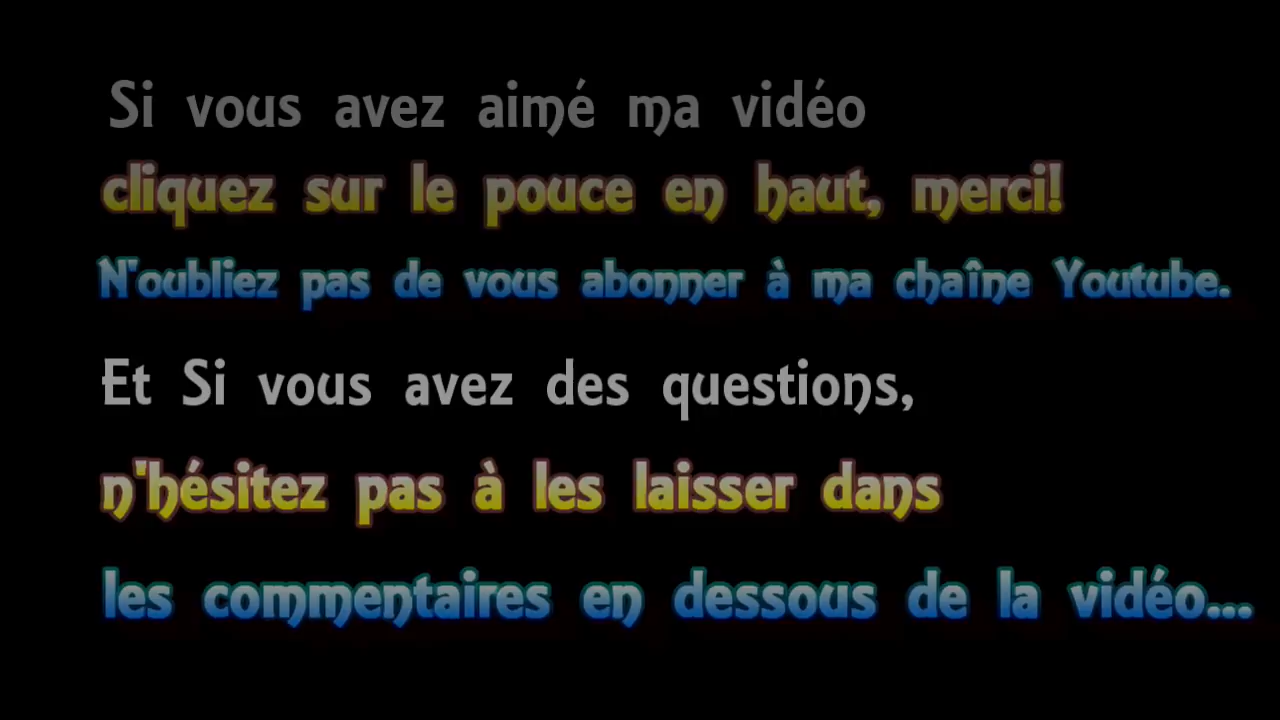 Si vous avez aimé ma vidéo
cliquez sur le pouce en haut, merci!
N'oubliez pas de vous abonner à ma chaîne Youtube.
Et Si vous avez des questions,
n'hésitez pas à les laisser dans
les commentaires en dessous de la vidéo...